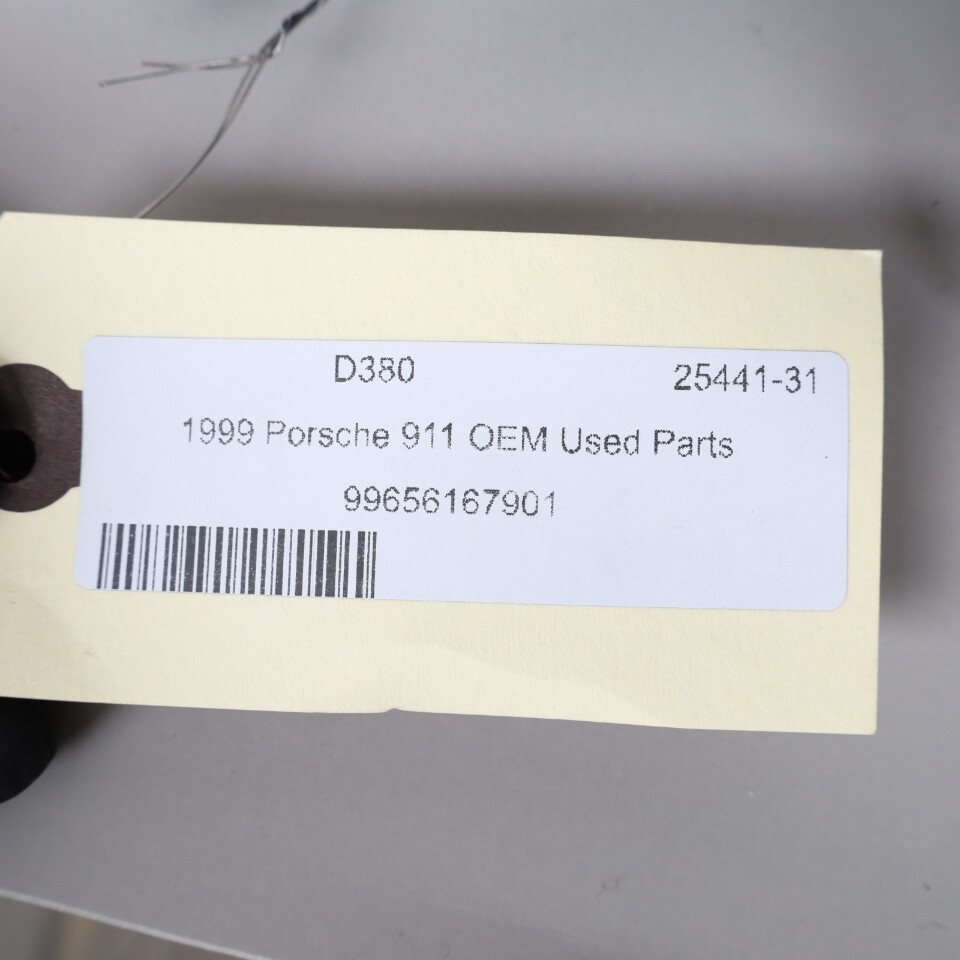 D380 25441-31
1999 Porsche 911 OEM Used Parts
99656167901